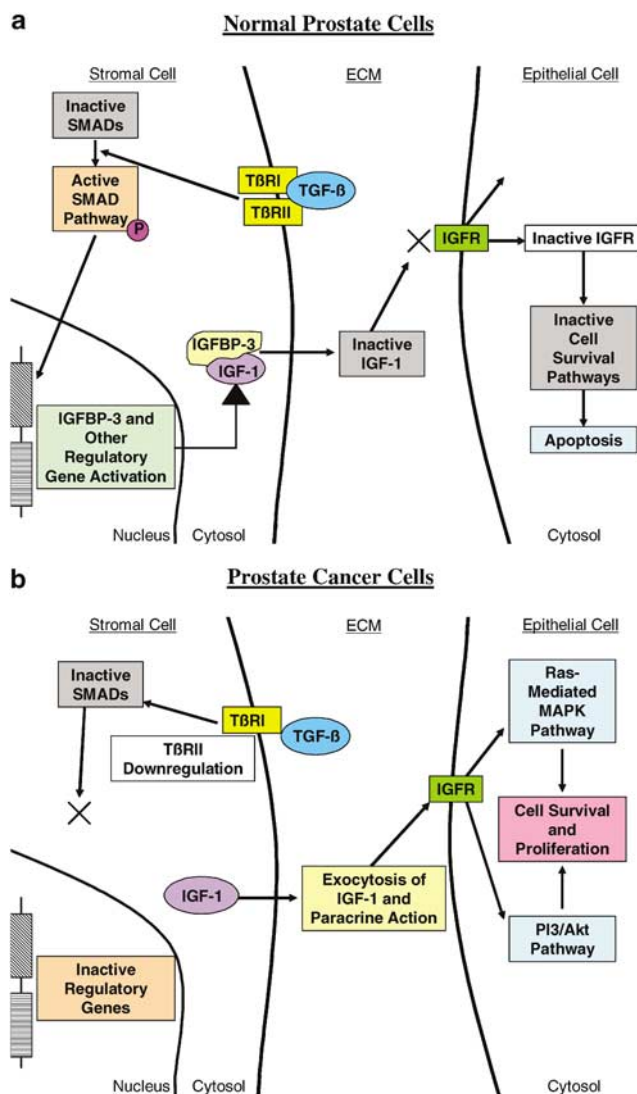 a
Normal Prostate Cells
Stromal Cell
ECM
Epithelial Cell
Inactive
SMADs
Active
SMAD
Pathway
P
TßRI
TßRII
TGF-ß
IGFR
Inactive IGFR
IGFBP-3
IGF-1
Inactive
IGF-1
Inactive
Cell
Survival
Pathways
Apoptosis
IGFBP-3 and
Other
Regulatory
Gene Activation
Nucleus
Cytosol
Cytosol
b
Prostate Cancer Cells
Stromal Cell
ECM
Epithelial Cell
Inactive
SMADs
TßRI
TGF-ß
TßRII
Downregulation
Ras-
Mediated
MAPK
Pathway
IGFR
Cell Survival
and
Proliferation
IGF-1
Exocytosis of
IGF-1 and
Paracrine Action
PI3/Akt
Pathway
Inactive
Regulatory
Genes
Nucleus
Cytosol
Cytosol